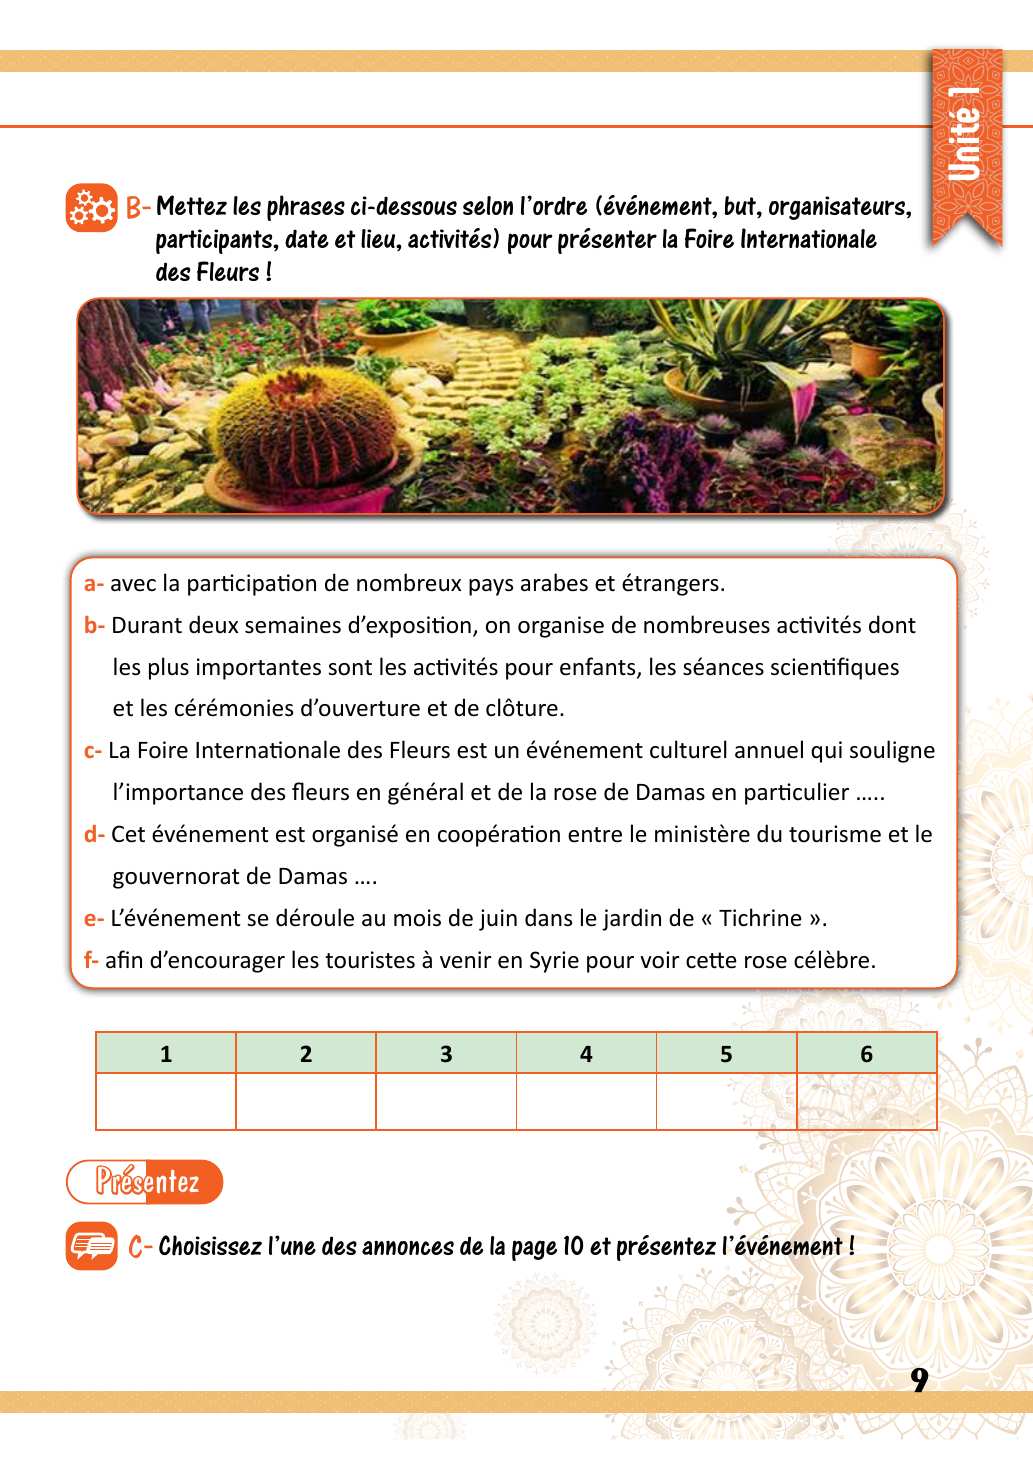 Unité 1
B- Mettez les phrases ci-dessous selon l’ordre (événement, but, organisateurs,
participants, date et lieu, activités) pour présenter la Foire Internationale
des Fleurs !
a- avec la participation de nombreux pays arabes et étrangers.
b- Durant deux semaines d’exposition, on organise de nombreuses activités dont
les plus importantes sont les activités pour enfants, les séances scientifiques
et les cérémonies d’ouverture et de clôture.
c- La Foire Internationale des Fleurs est un événement culturel annuel qui souligne
l’importance des fleurs en général et de la rose de Damas en particulier .....
d- Cet événement est organisé en coopération entre le ministère du tourisme et le
gouvernorat de Damas ....
e- L’événement se déroule au mois de juin dans le jardin de « Tichrine ».
f- afin d’encourager les touristes à venir en Syrie pour voir cette rose célèbre.
1 2 3 4 5 6
Présentez
C- Choisissez l’une des annonces de la page 10 et présentez l’événement !
9